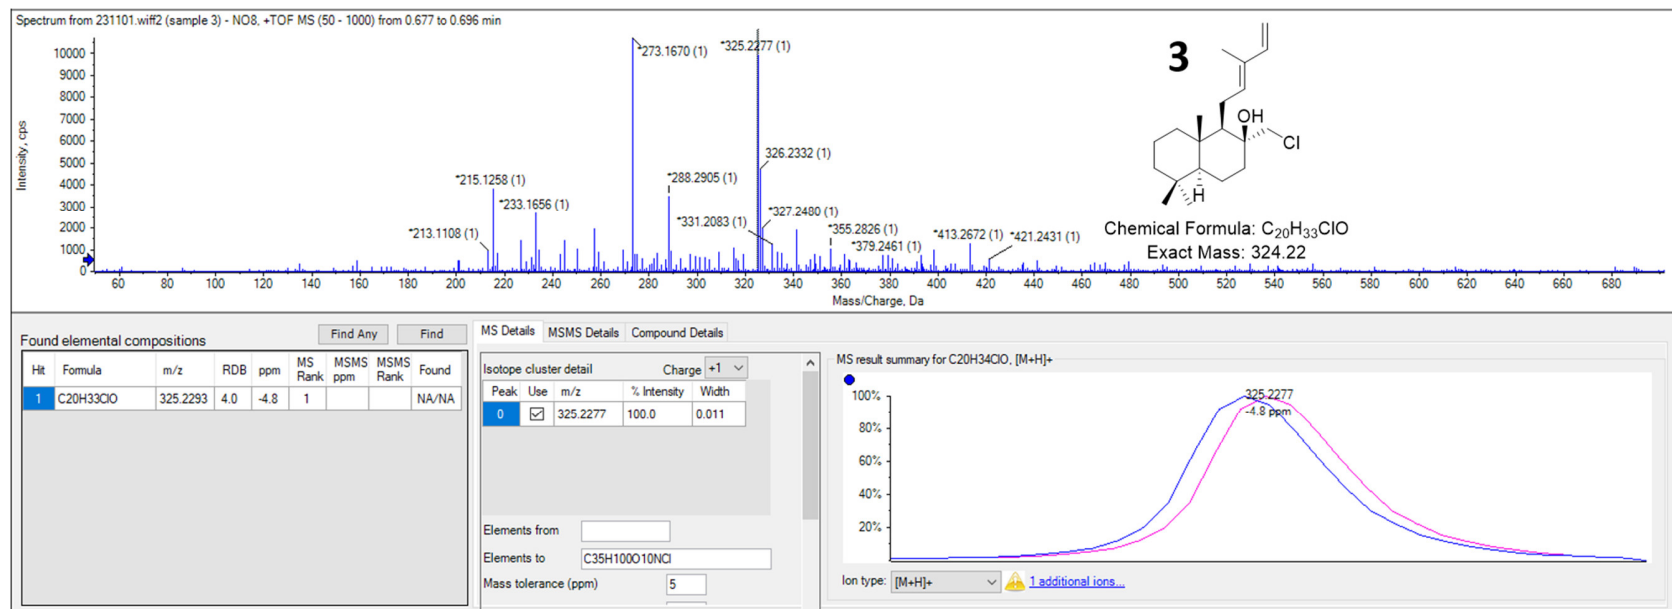 Spectrum from 231101.wiff2 (sample 3) - NO8, +TOF MS (50 - 1000) from 0.677 to 0.696 min
Intensity, cps
10000
9000
8000
7000
6000
5000
4000
3000
2000
1000
0
*273.1670 (1)
*325.2277 (1)
326.2332 (1)
*215.1258 (1)
*288.2905 (1)
*233.1656 (1)
*331.2083 (1)
*327.2480 (1)
*213.1108 (1)
*355.2826 (1)
*379.2461 (1)
*413.2672 (1)
*421.2431 (1)
60 80 100 120 140 160 180 200 220 240 260 280 300 320 340 360 380 400 420 440 460 480 500 520 540 560 580 600 620 640 660 680
Mass/Charge, Da
3
OH
Cl
H
Chemical Formula: C20H33ClO
Exact Mass: 324.22
Found elemental compositions
Find Any
Find
Hit Formula m/z RDB ppm MS Rank MSMS ppm MSMS Rank Found
1 C20H33ClO 325.2293 4.0 -4.8 1 NA/NA
MS Details MSMS Details Compound Details
Isotope cluster detail
Charge +1
Peak Use m/z % Intensity Width
0 325.2277 100.0 0.011
Elements from
Elements to C35H100O10NCl
Mass tolerance (ppm) 5
MS result summary for C20H34ClO, [M+H]+
100%
80%
60%
40%
20%
325.2277
-4.8 ppm
Ion type: [M+H]+ 1 additional ions...